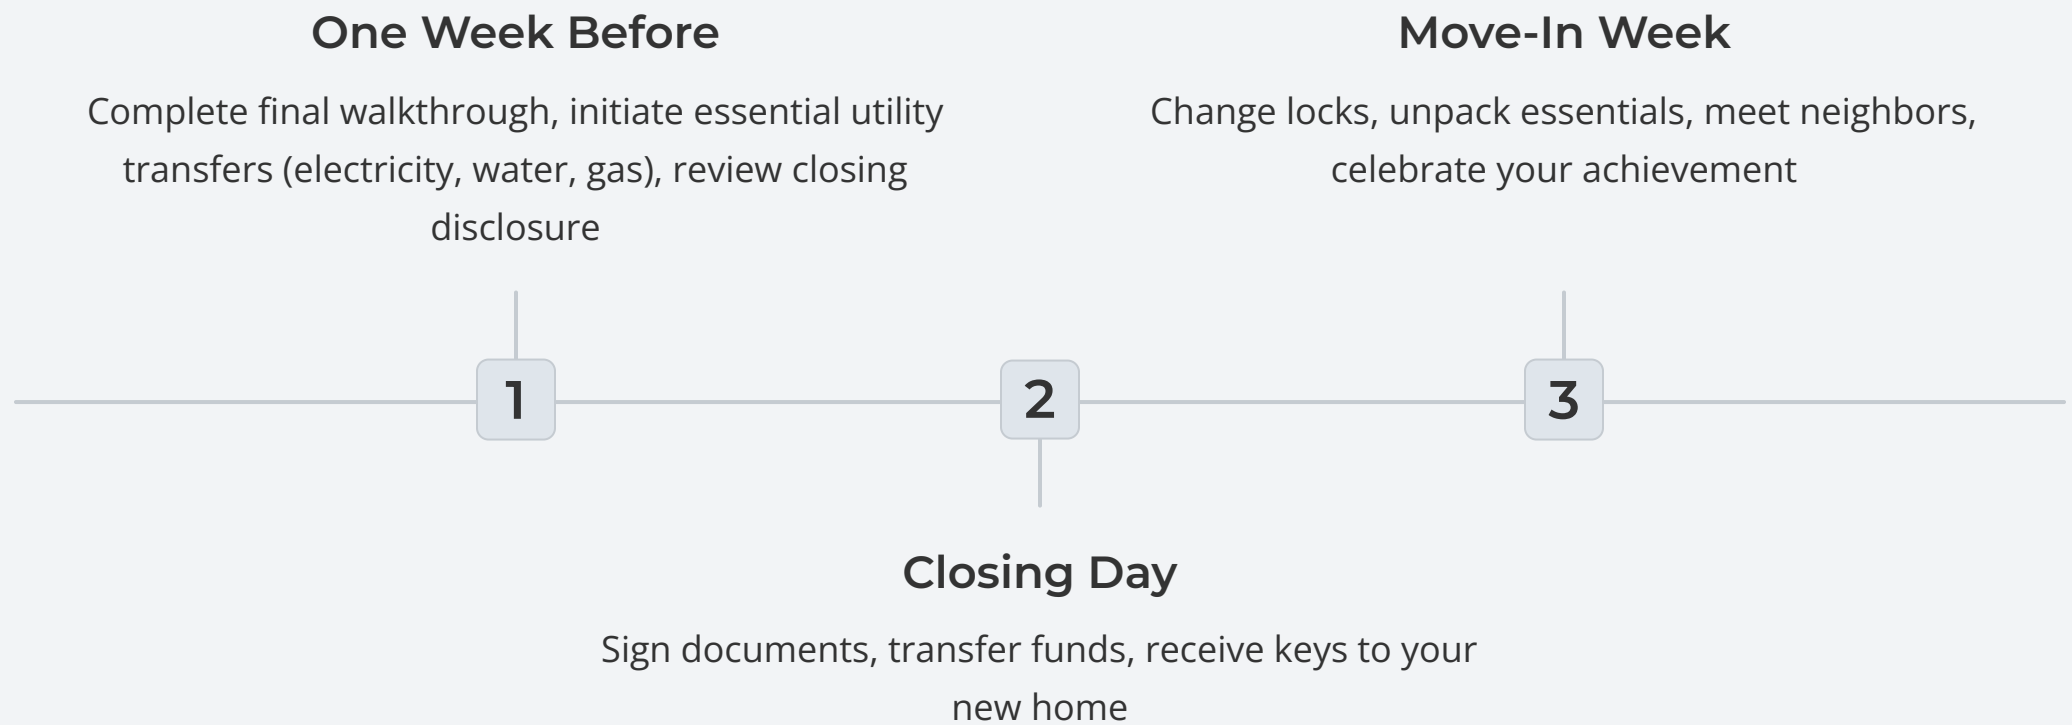 One Week Before
Complete final walkthrough, initiate essential utility
transfers (electricity, water, gas), review closing
disclosure
Move-In Week
Change locks, unpack essentials, meet neighbors,
celebrate your achievement
1
2
3
Closing Day
Sign documents, transfer funds, receive keys to your
new home